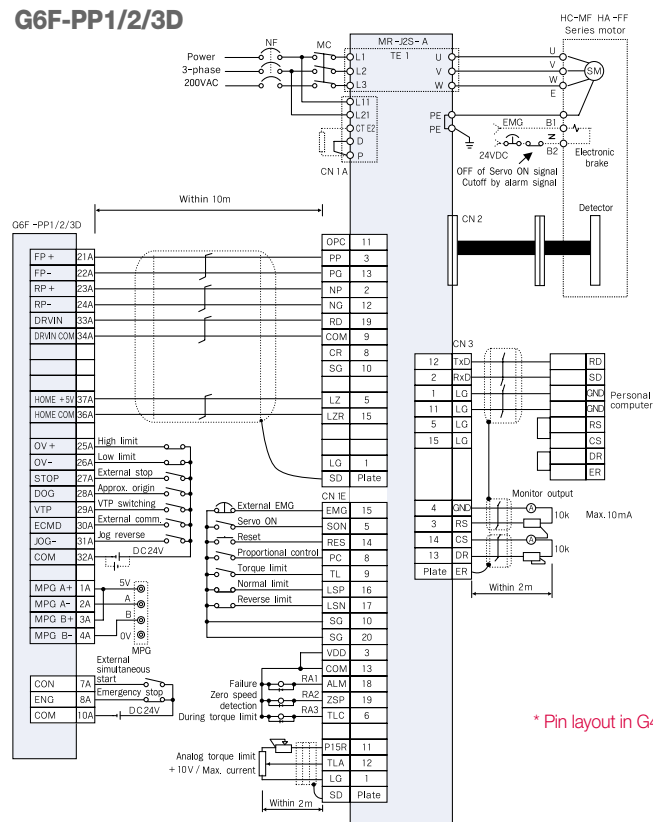 G6F-PP1/2/3D
HC-MF HA-FF
Series motor
NF
MC
MR-J2S-A
TE 1
Power
3-phase
200VAC
L1
L2
L3
U
V
W
U
V
W
E
SM
L11
L21
CT E2
D
P
CN 1A
PE
PE
EMG
B1
24VDC
B2
Electronic
brake
OFF of Servo ON signal
Cutoff by alarm signal
Within 10m
Detector
CN 2
G6F -PP1/2/3D
FP + 21A
FP- 22A
RP+ 23A
RP- 24A
DRVIN 33A
DRVIN COM 34A
HOME +5V 37A
HOME COM 36A
OV + 25A High limit
OV- 26A Low limit
STOP 27A External stop
DOG 28A Approx. origin
VTP 29A VTP switching
ECMD 30A External comm.
JOG- 31A Jog reverse
COM 32A DC24V
MPG A+ 1A 5V
MPG A- 2A A
MPG B+ 3A B
MPG B- 4A 0V
MPG
External
simultaneous
start
CON 7A
ENG 8A Emergency stop
COM 10A DC24V
OPC 11
PP 3
PG 13
NP 2
NG 12
RD 19
COM 9
CR 8
SG 10
LZ 5
LZR 15
LG 1
SD Plate
CN 1E
External EMG EMG 15
Servo ON SON 5
Reset RES 14
Proportional control PC 8
Torque limit TL 9
Normal limit LSP 16
Reverse limit LSN 17
SG 10
SG 20
VDD 3
COM 13
Failure RA1 ALM 18
Zero speed
detection RA2 ZSP 19
During torque limit RA3 TLC 6
Analog torque limit
+10V / Max. current
P15R 11
TLA 12
LG 1
SD Plate
Within 2m
CN 3
12 TxD RD
2 RxD SD
1 LG GND
11 LG GND
5 LG RS
15 LG CS
DR
ER
Personal
computer
Monitor output
4 GND A 10k
3 RS
14 CS A 10k
13 DR
Plate ER
Max.10mA
Within 2m
* Pin layout in G4